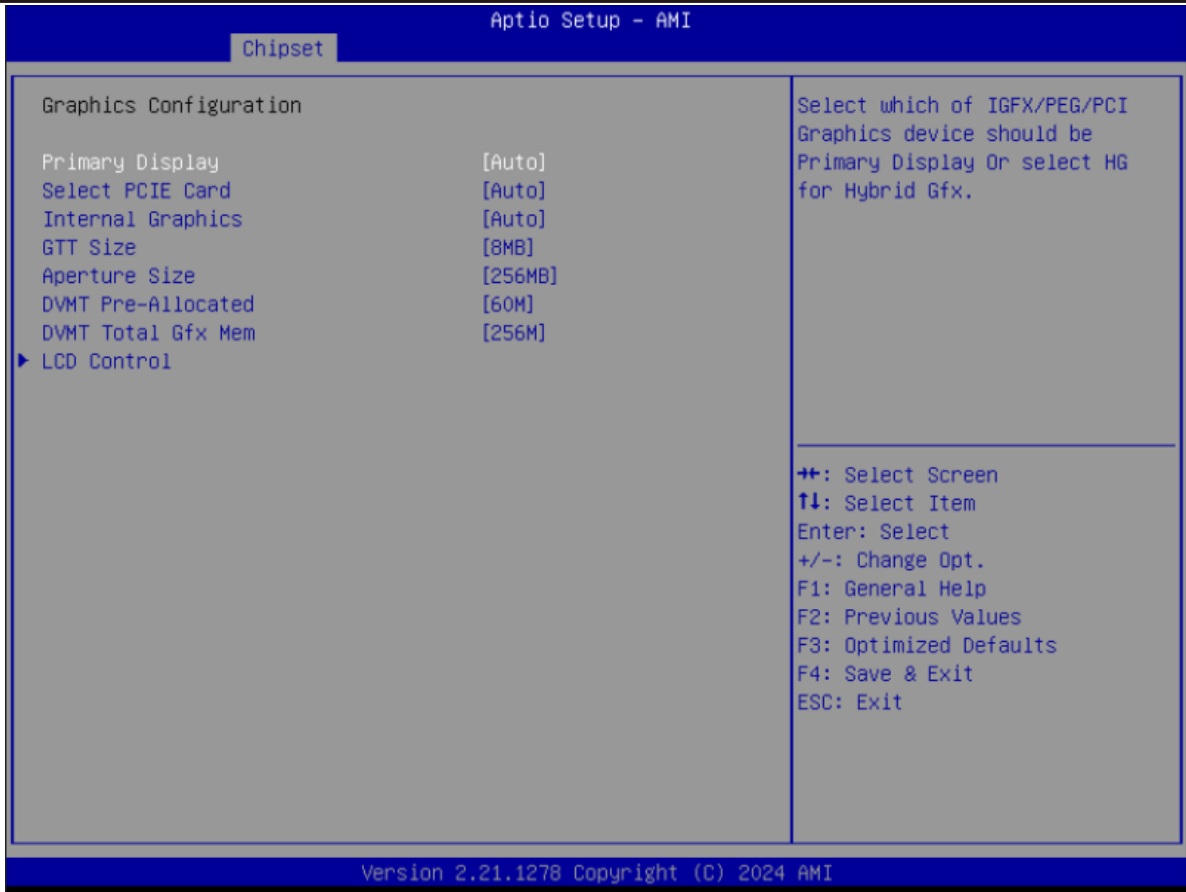 Aptio Setup – AMI
Chipset
Graphics Configuration
Primary Display [Auto]
Select PCIE Card [Auto]
Internal Graphics [Auto]
GTT Size [8MB]
Aperture Size [256MB]
DVMT Pre-Allocated [60M]
DVMT Total Gfx Mem [256M]
LCD Control
Select which of IGFX/PEG/PCI
Graphics device should be
Primary Display Or select HG
for Hybrid Gfx.
→←: Select Screen
↑↓: Select Item
Enter: Select
+/-: Change Opt.
F1: General Help
F2: Previous Values
F3: Optimized Defaults
F4: Save & Exit
ESC: Exit
Version 2.21.1278 Copyright (C) 2024 AMI